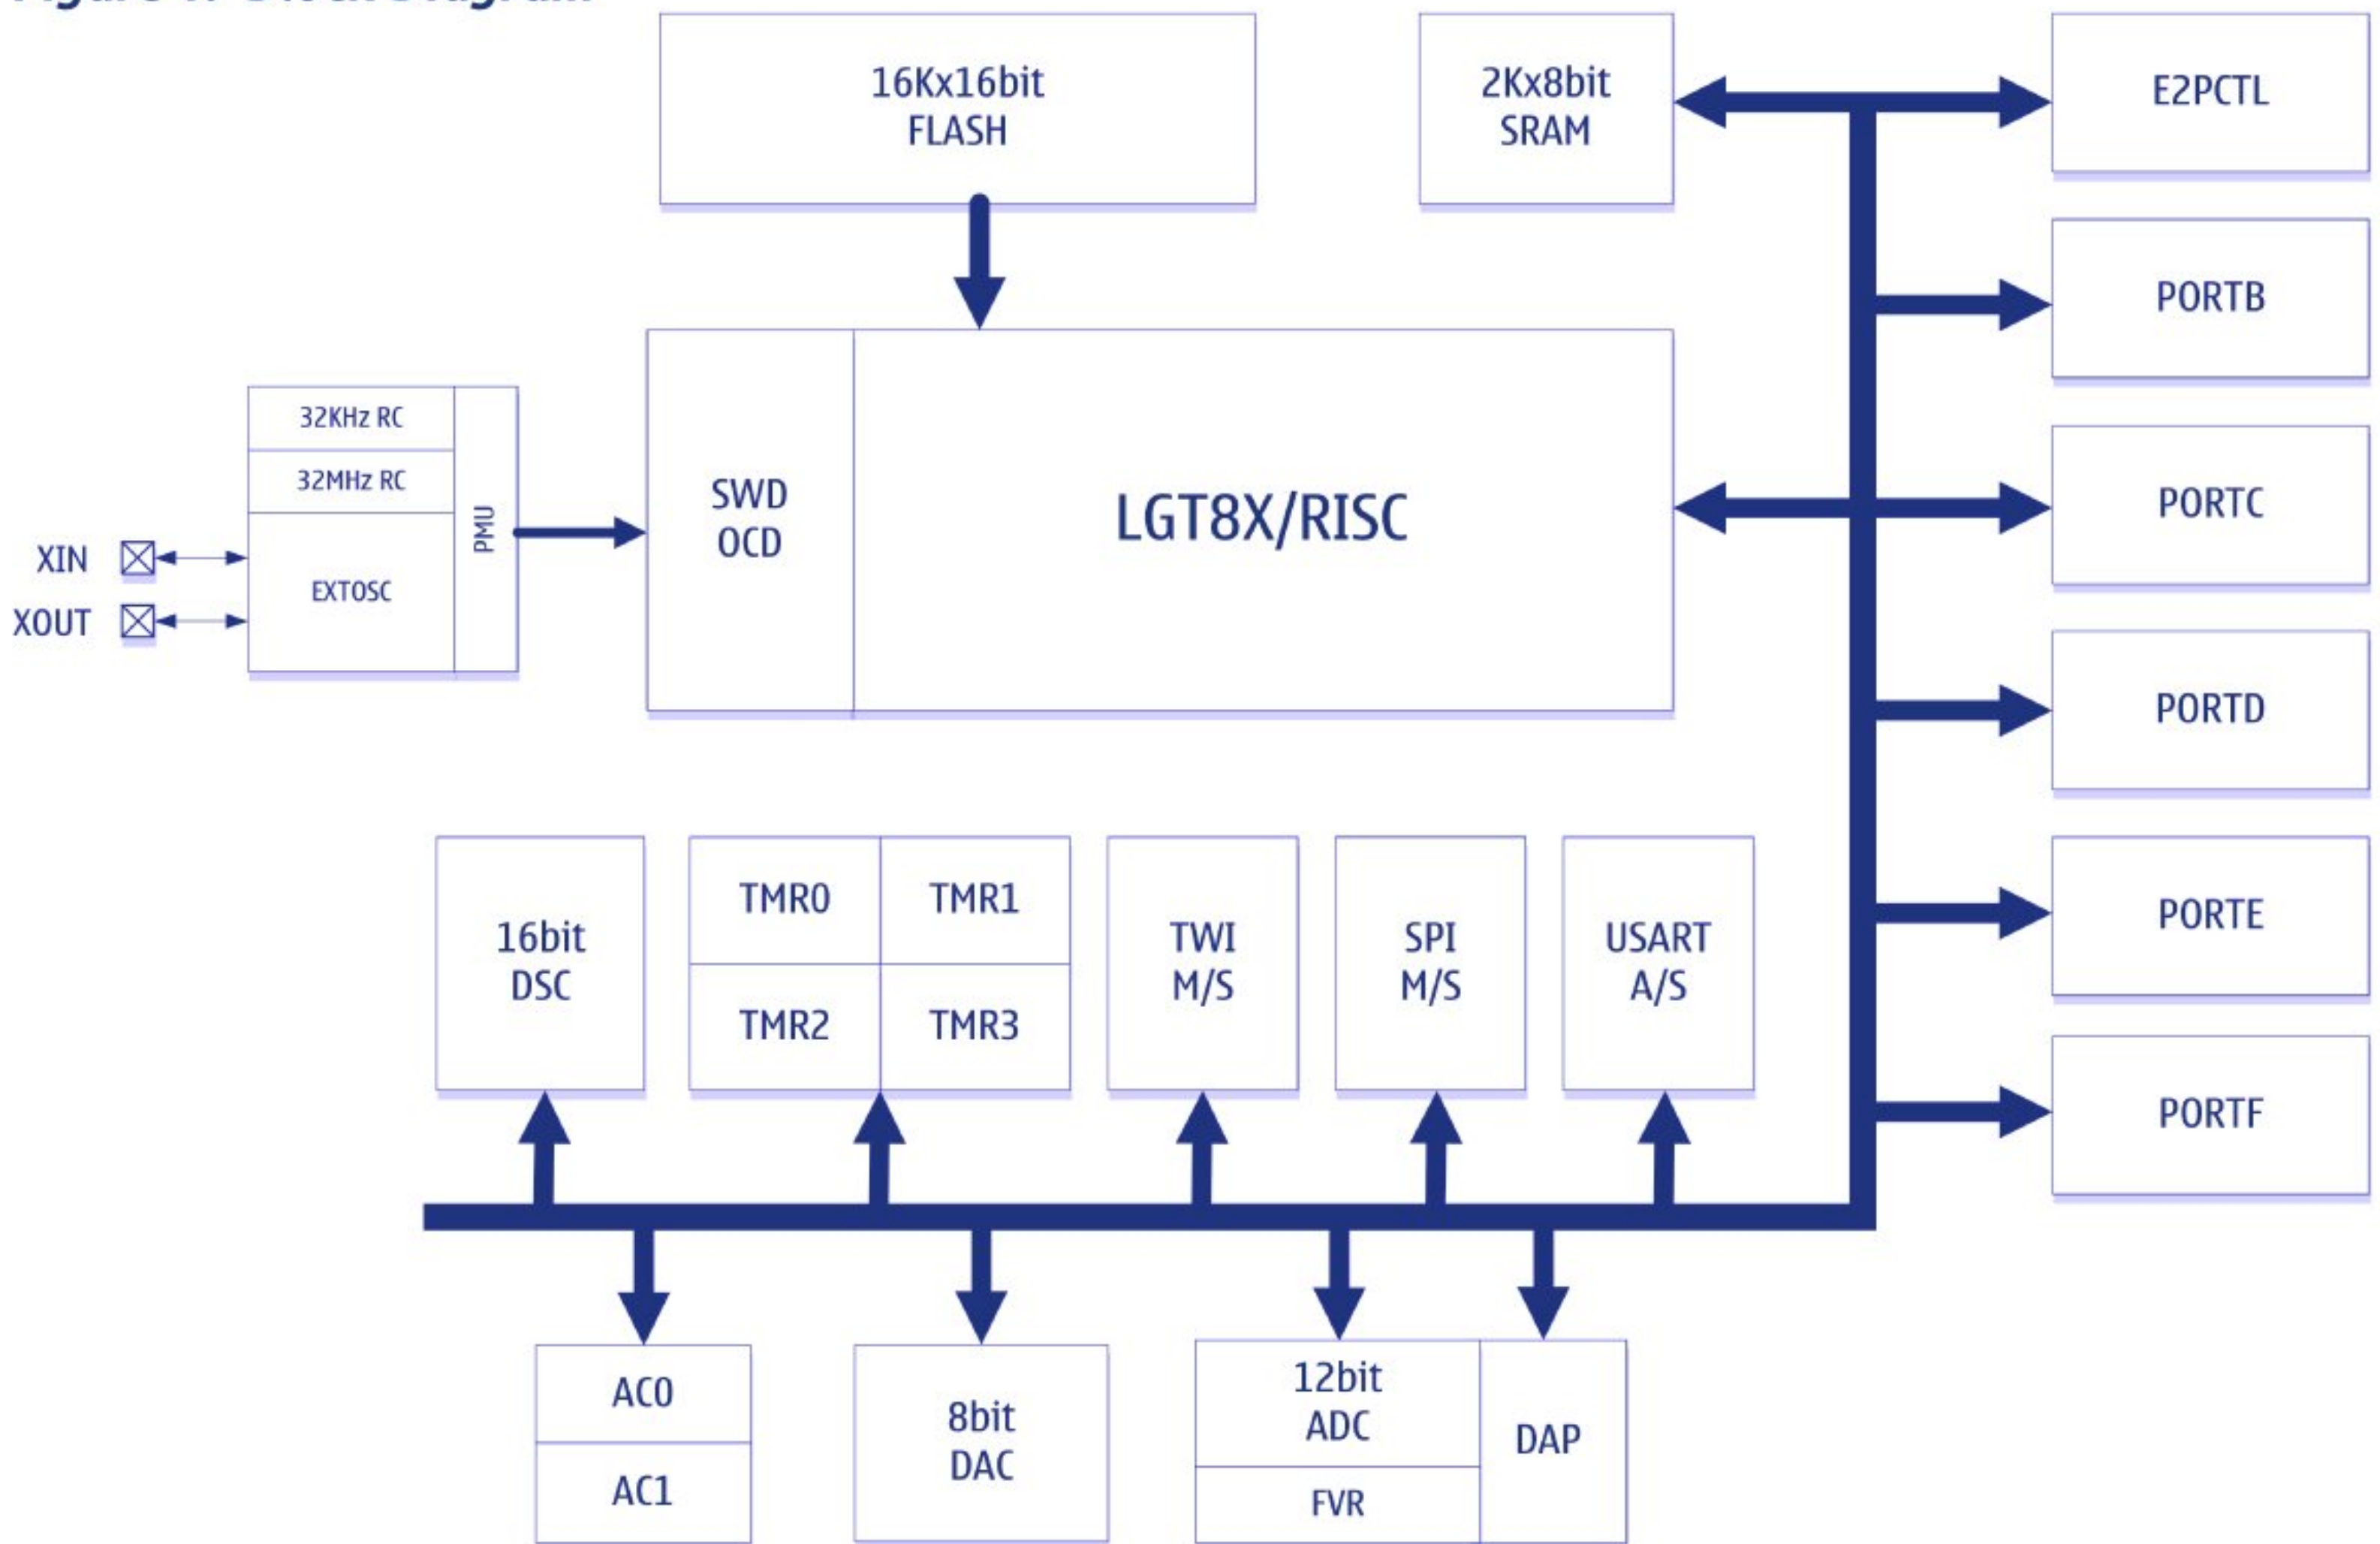 16Kx16bit
FLASH
2Kx8bit
SRAM
E2PCTL
PORTB
32KHz RC
32MHz RC
EXTOSC
PMU
XIN
XOUT
SWD
OCD
LGT8X/RISC
PORTC
PORTD
16bit
DSC
TMR0
TMR1
TMR2
TMR3
TWI
M/S
SPI
M/S
USART
A/S
PORTE
PORTF
AC0
AC1
8bit
DAC
12bit
ADC
FVR
DAP